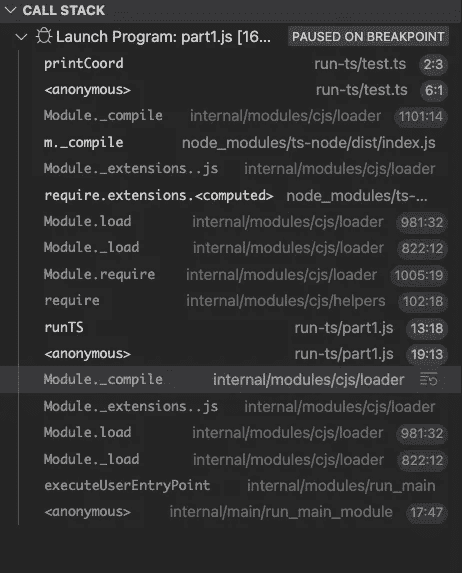 CALL STACK
Launch Program: part1.js [16... PAUSED ON BREAKPOINT
printCoord run-ts/test.ts 2:3
<anonymous> run-ts/test.ts 6:1
Module._compile internal/modules/cjs/loader 1101:14
m._compile node_modules/ts-node/dist/index.js
Module._extensions..js internal/modules/cjs/loader
require.extensions.<computed> node_modules/ts-...
Module.load internal/modules/cjs/loader 981:32
Module._load internal/modules/cjs/loader 822:12
Module.require internal/modules/cjs/loader 1005:19
require internal/modules/cjs/helpers 102:18
runTS run-ts/part1.js 13:18
<anonymous> run-ts/part1.js 19:13
Module._compile internal/modules/cjs/loader
Module._extensions..js internal/modules/cjs/loader
Module.load internal/modules/cjs/loader 981:32
Module._load internal/modules/cjs/loader 822:12
executeUserEntryPoint internal/modules/run_main
<anonymous> internal/main/run_main_module 17:47